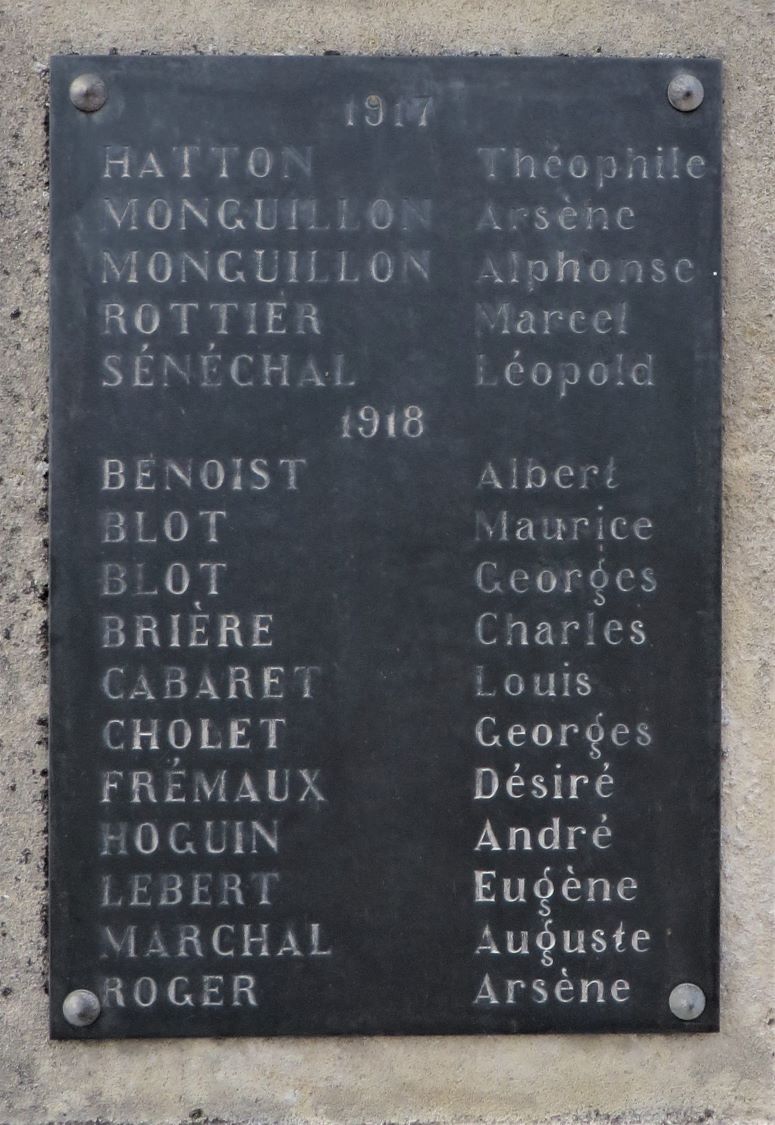 1917
HATTON Théophile
MONGUILLON Arsène
MONGUILLON Alphonse
ROTTIER Marcel
SÉNÉCHAL Léopold
1918
BENOIST Albert
BLOT Maurice
BLOT Georges
BRIÈRE Charles
CABARET Louis
CHOLET Georges
FRÉMAUX Désiré
HOGUIN André
LEBERT Eugène
MARCHAL Auguste
ROGER Arsène